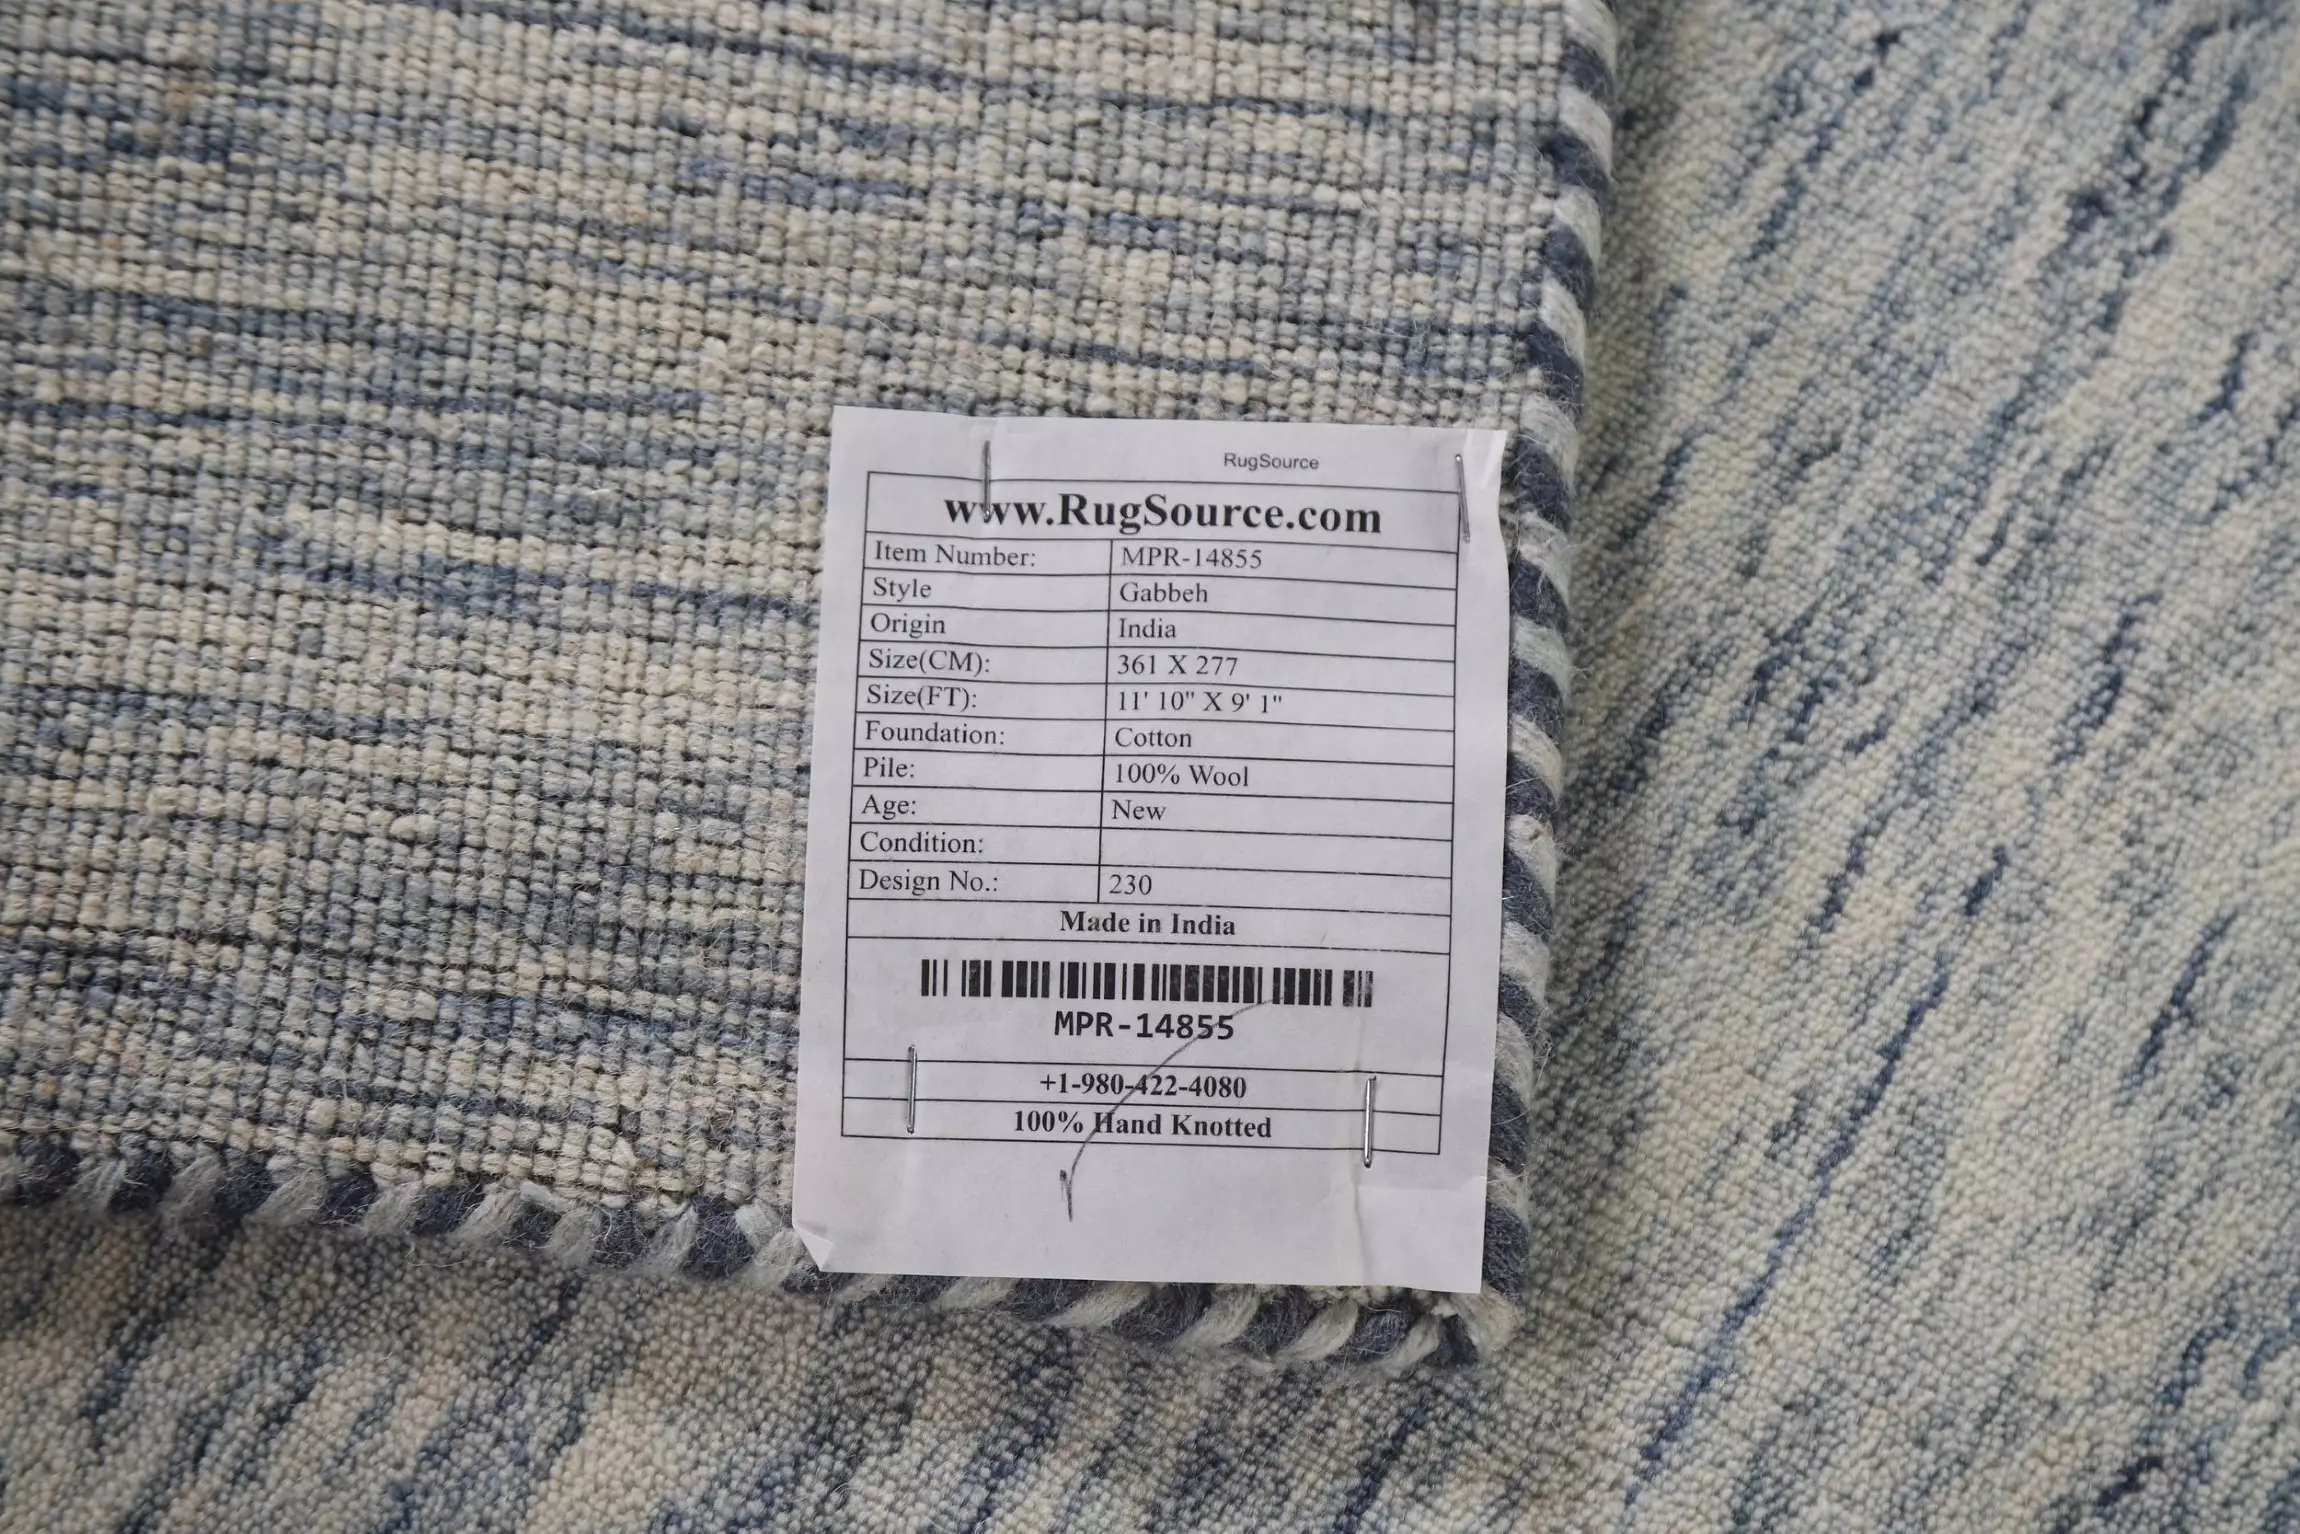 RugSource
www.RugSource.com
Item Number: MPR-14855
Style Gabbeh
Origin India
Size(CM): 361 X 277
Size(FT): 11' 10" X 9' 1"
Foundation: Cotton
Pile: 100% Wool
Age: New
Condition:
Design No.: 230
Made in India
MPR-14855
+1-980-422-4080
100% Hand Knotted